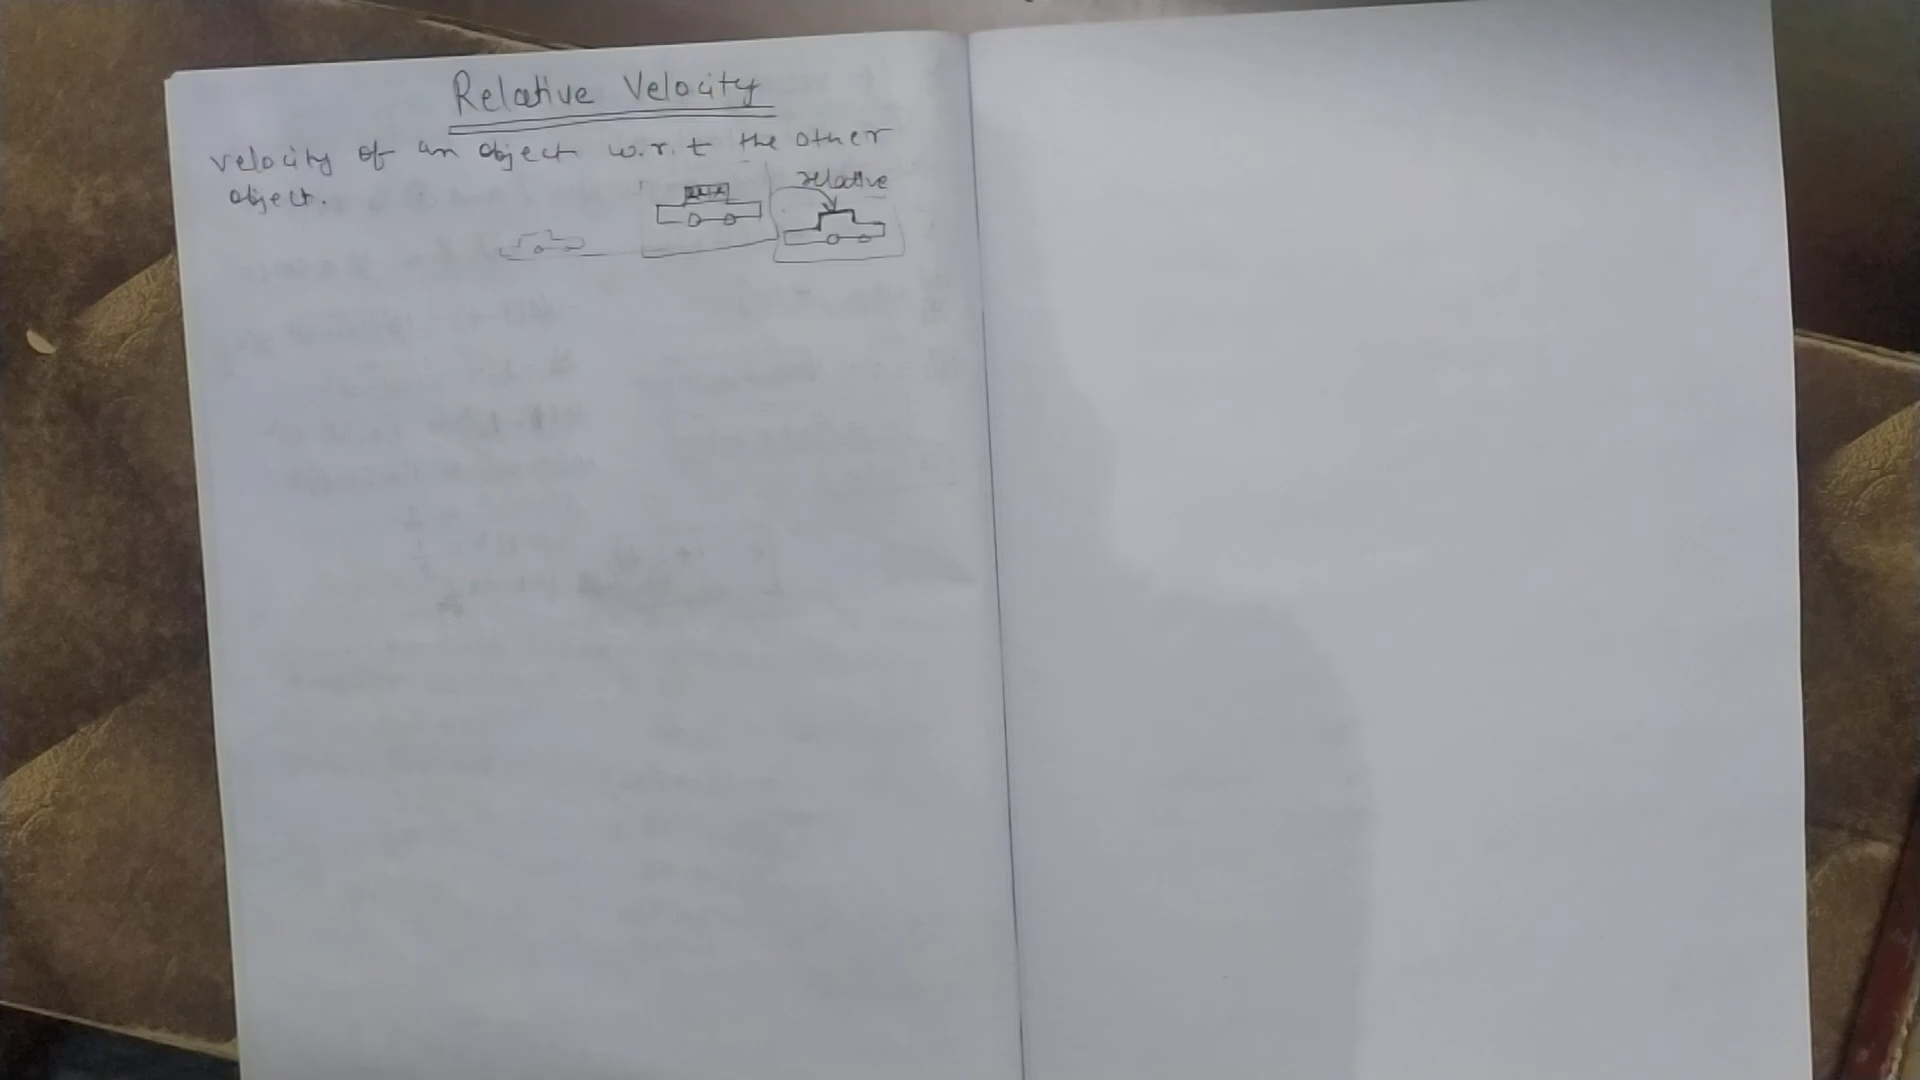 Relative Velocity
velocity of an object w.r.t the other
object.
relative